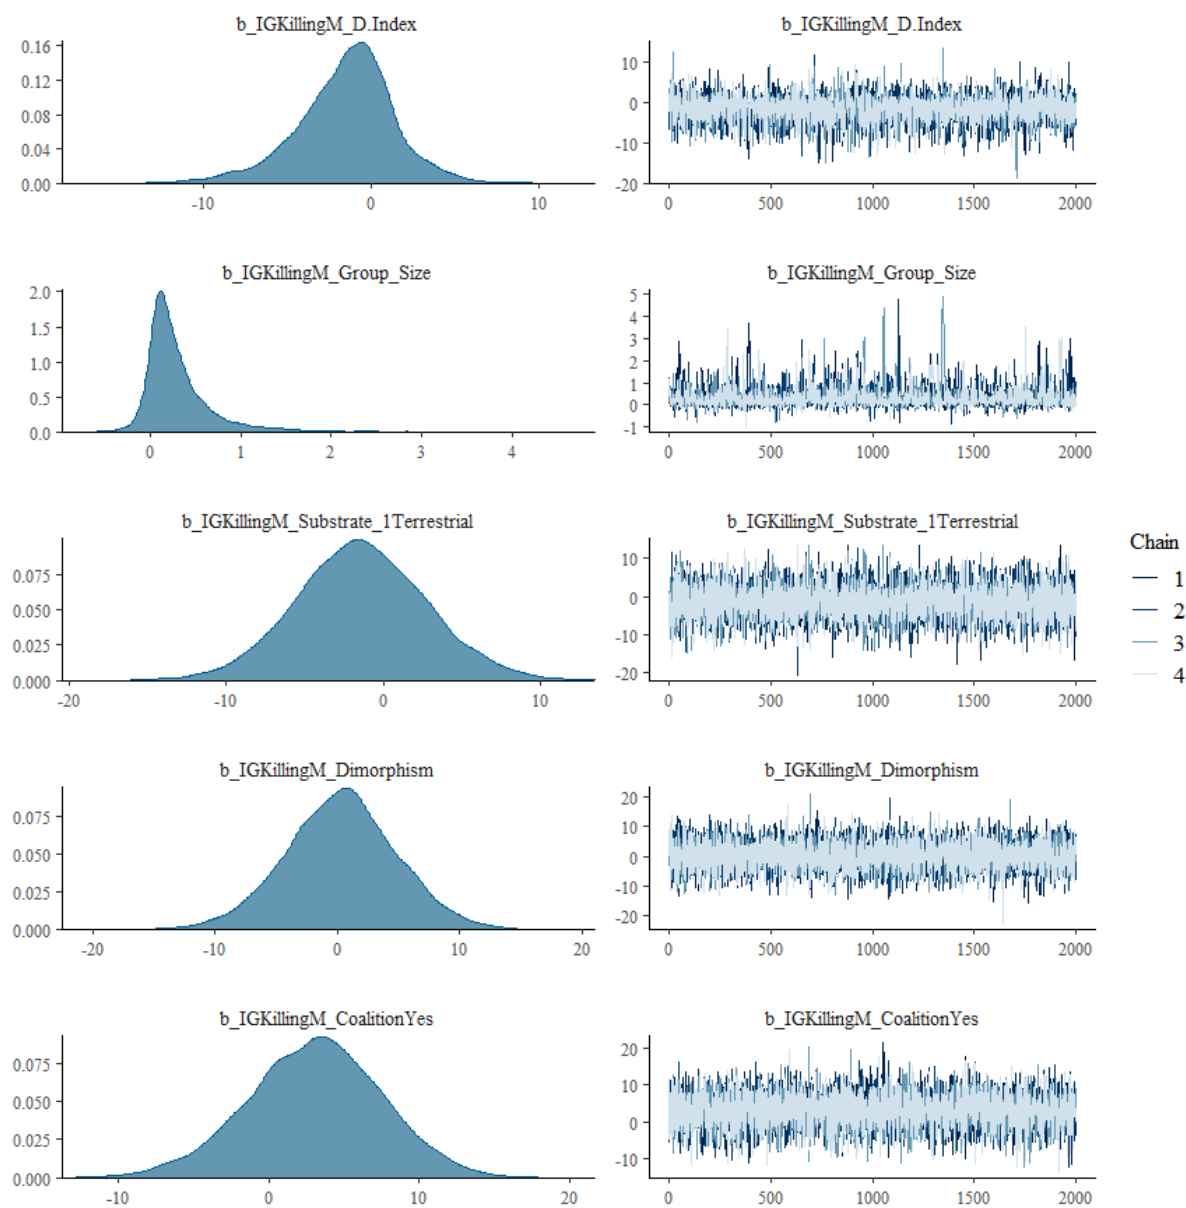 b_IGKillingM_D.Index
0.16
0.12
0.08
0.04
0.00
-10 0 10
b_IGKillingM_D.Index
10
0
-10
-20
0 500 1000 1500 2000
b_IGKillingM_Group_Size
2.0
1.5
1.0
0.5
0.0
0 1 2 3 4
b_IGKillingM_Group_Size
5
4
3
2
1
0
-1
0 500 1000 1500 2000
b_IGKillingM_Substrate_1Terrestrial
0.075
0.050
0.025
0.000
-20 -10 0 10
b_IGKillingM_Substrate_1Terrestrial
10
0
-10
-20
0 500 1000 1500 2000
Chain
1
2
3
4
b_IGKillingM_Dimorphism
0.075
0.050
0.025
0.000
-20 -10 0 10 20
b_IGKillingM_Dimorphism
20
10
0
-10
-20
0 500 1000 1500 2000
b_IGKillingM_CoalitionYes
0.075
0.050
0.025
0.000
-10 0 10 20
b_IGKillingM_CoalitionYes
20
10
0
-10
0 500 1000 1500 2000